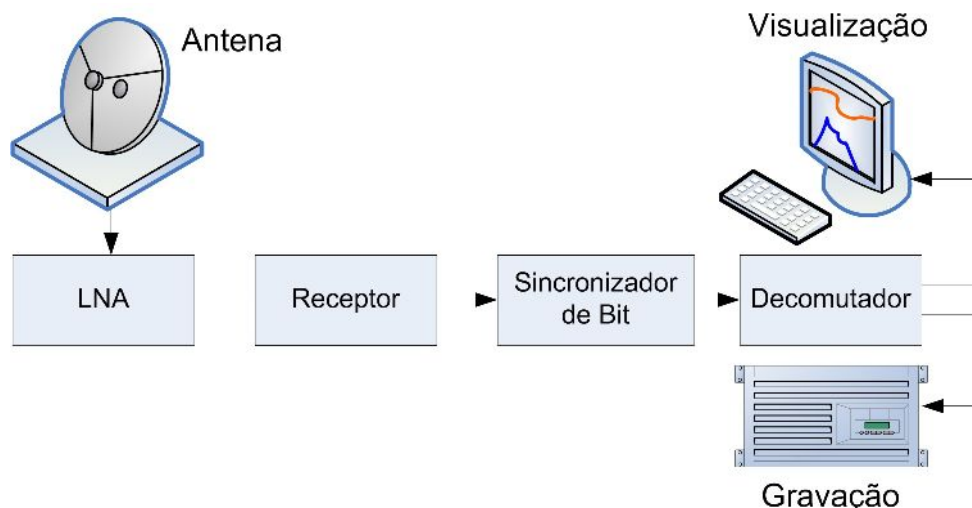 Antena
Visualização
LNA
Receptor
Sincronizador
de Bit
Decomutador
Gravação